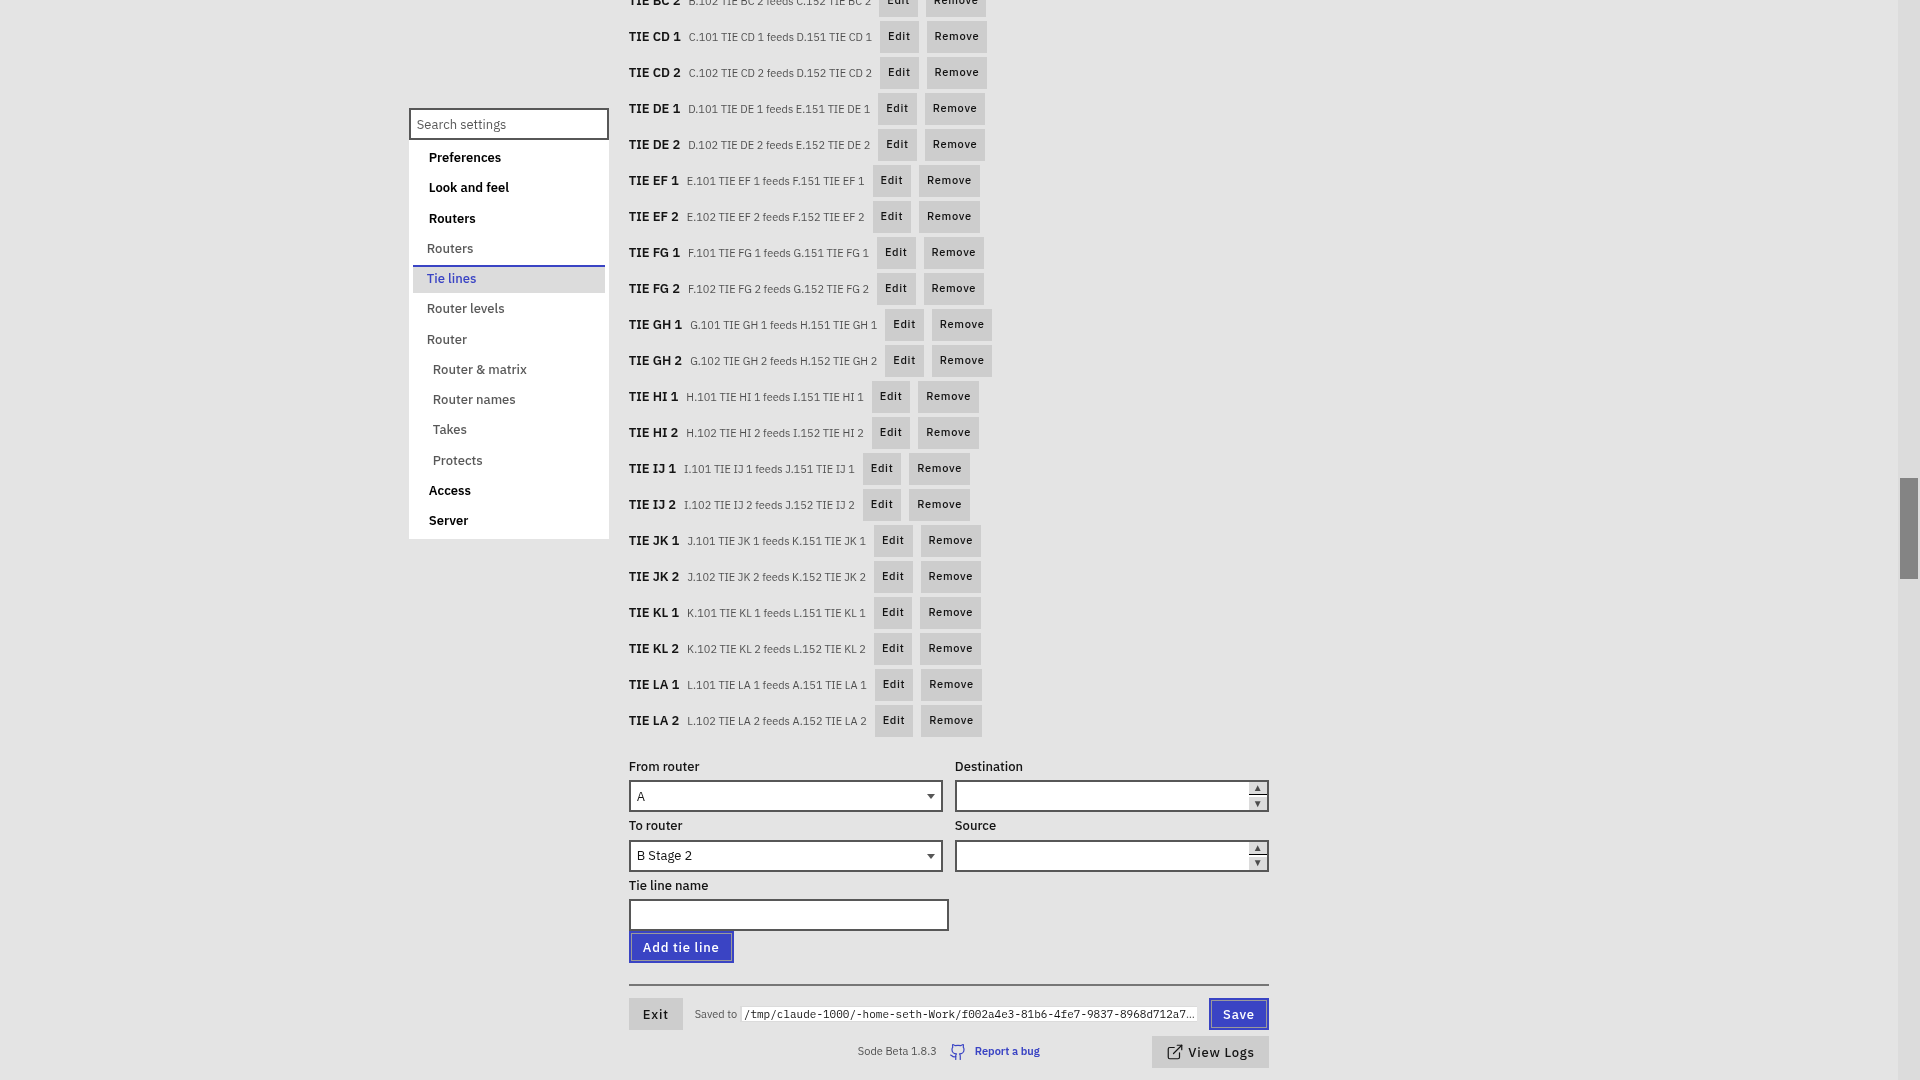 TIE BC 2 B.102 TIE BC 2 feeds C.152 TIE BC 2 Edit Remove
TIE CD 1 C.101 TIE CD 1 feeds D.151 TIE CD 1 Edit Remove
TIE CD 2 C.102 TIE CD 2 feeds D.152 TIE CD 2 Edit Remove
TIE DE 1 D.101 TIE DE 1 feeds E.151 TIE DE 1 Edit Remove
TIE DE 2 D.102 TIE DE 2 feeds E.152 TIE DE 2 Edit Remove
TIE EF 1 E.101 TIE EF 1 feeds F.151 TIE EF 1 Edit Remove
TIE EF 2 E.102 TIE EF 2 feeds F.152 TIE EF 2 Edit Remove
TIE FG 1 F.101 TIE FG 1 feeds G.151 TIE FG 1 Edit Remove
TIE FG 2 F.102 TIE FG 2 feeds G.152 TIE FG 2 Edit Remove
TIE GH 1 G.101 TIE GH 1 feeds H.151 TIE GH 1 Edit Remove
TIE GH 2 G.102 TIE GH 2 feeds H.152 TIE GH 2 Edit Remove
TIE HI 1 H.101 TIE HI 1 feeds I.151 TIE HI 1 Edit Remove
TIE HI 2 H.102 TIE HI 2 feeds I.152 TIE HI 2 Edit Remove
TIE IJ 1 I.101 TIE IJ 1 feeds J.151 TIE IJ 1 Edit Remove
TIE IJ 2 I.102 TIE IJ 2 feeds J.152 TIE IJ 2 Edit Remove
TIE JK 1 J.101 TIE JK 1 feeds K.151 TIE JK 1 Edit Remove
TIE JK 2 J.102 TIE JK 2 feeds K.152 TIE JK 2 Edit Remove
TIE KL 1 K.101 TIE KL 1 feeds L.151 TIE KL 1 Edit Remove
TIE KL 2 K.102 TIE KL 2 feeds L.152 TIE KL 2 Edit Remove
TIE LA 1 L.101 TIE LA 1 feeds A.151 TIE LA 1 Edit Remove
TIE LA 2 L.102 TIE LA 2 feeds A.152 TIE LA 2 Edit Remove
Search settings
Preferences
Look and feel
Routers
Routers
Tie lines
Router levels
Router
Router & matrix
Router names
Takes
Protects
Access
Server
From router
A
Destination
To router
B Stage 2
Source
Tie line name
Add tie line
Exit Saved to /tmp/claude-1000/-home-seth-Work/f002a4e3-81b6-4fe7-9837-8968d712a7… Save
Sode Beta 1.8.3 Report a bug View Logs